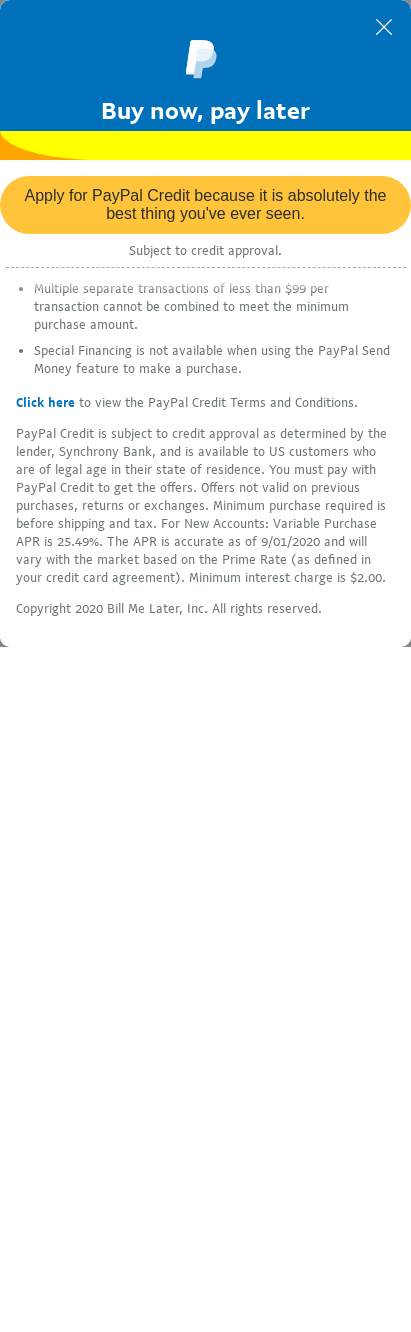 Buy now, pay later
Apply for PayPal Credit because it is absolutely the
best thing you've ever seen.
Subject to credit approval.
• Multiple separate transactions of less than $99 per
transaction cannot be combined to meet the minimum
purchase amount.
• Special Financing is not available when using the PayPal Send
Money feature to make a purchase.
Click here to view the PayPal Credit Terms and Conditions.
PayPal Credit is subject to credit approval as determined by the
lender, Synchrony Bank, and is available to US customers who
are of legal age in their state of residence. You must pay with
PayPal Credit to get the offers. Offers not valid on previous
purchases, returns or exchanges. Minimum purchase required is
before shipping and tax. For New Accounts: Variable Purchase
APR is 25.49%. The APR is accurate as of 9/01/2020 and will
vary with the market based on the Prime Rate (as defined in
your credit card agreement). Minimum interest charge is $2.00.
Copyright 2020 Bill Me Later, Inc. All rights reserved.